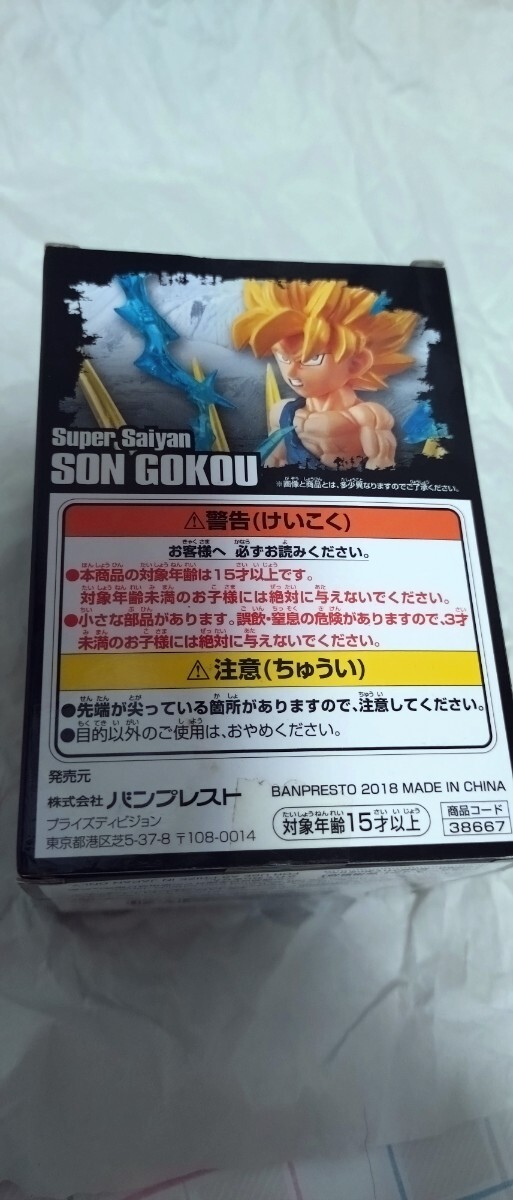 Super Saiyan
SON GOKOU
※画像と商品とは、多少異なりますのでご了承ください。
⚠警告(けいこく)
お客様へ 必ずお読みください。
●本商品の対象年齢は15才以上です。
対象年齢未満のお子様には絶対に与えないでください。
●小さな部品があります。誤飲・窒息の危険がありますので、3才
未満のお子様には絶対に与えないでください。
⚠注意(ちゅうい)
●先端が尖っている箇所がありますので、注意してください。
●目的以外のご使用は、おやめください。
発売元
株式会社 バンプレスト
プライズディビジョン
東京都港区芝5-37-8 〒108-0014
BANPRESTO 2018 MADE IN CHINA
対象年齢15才以上
商品コード
38667